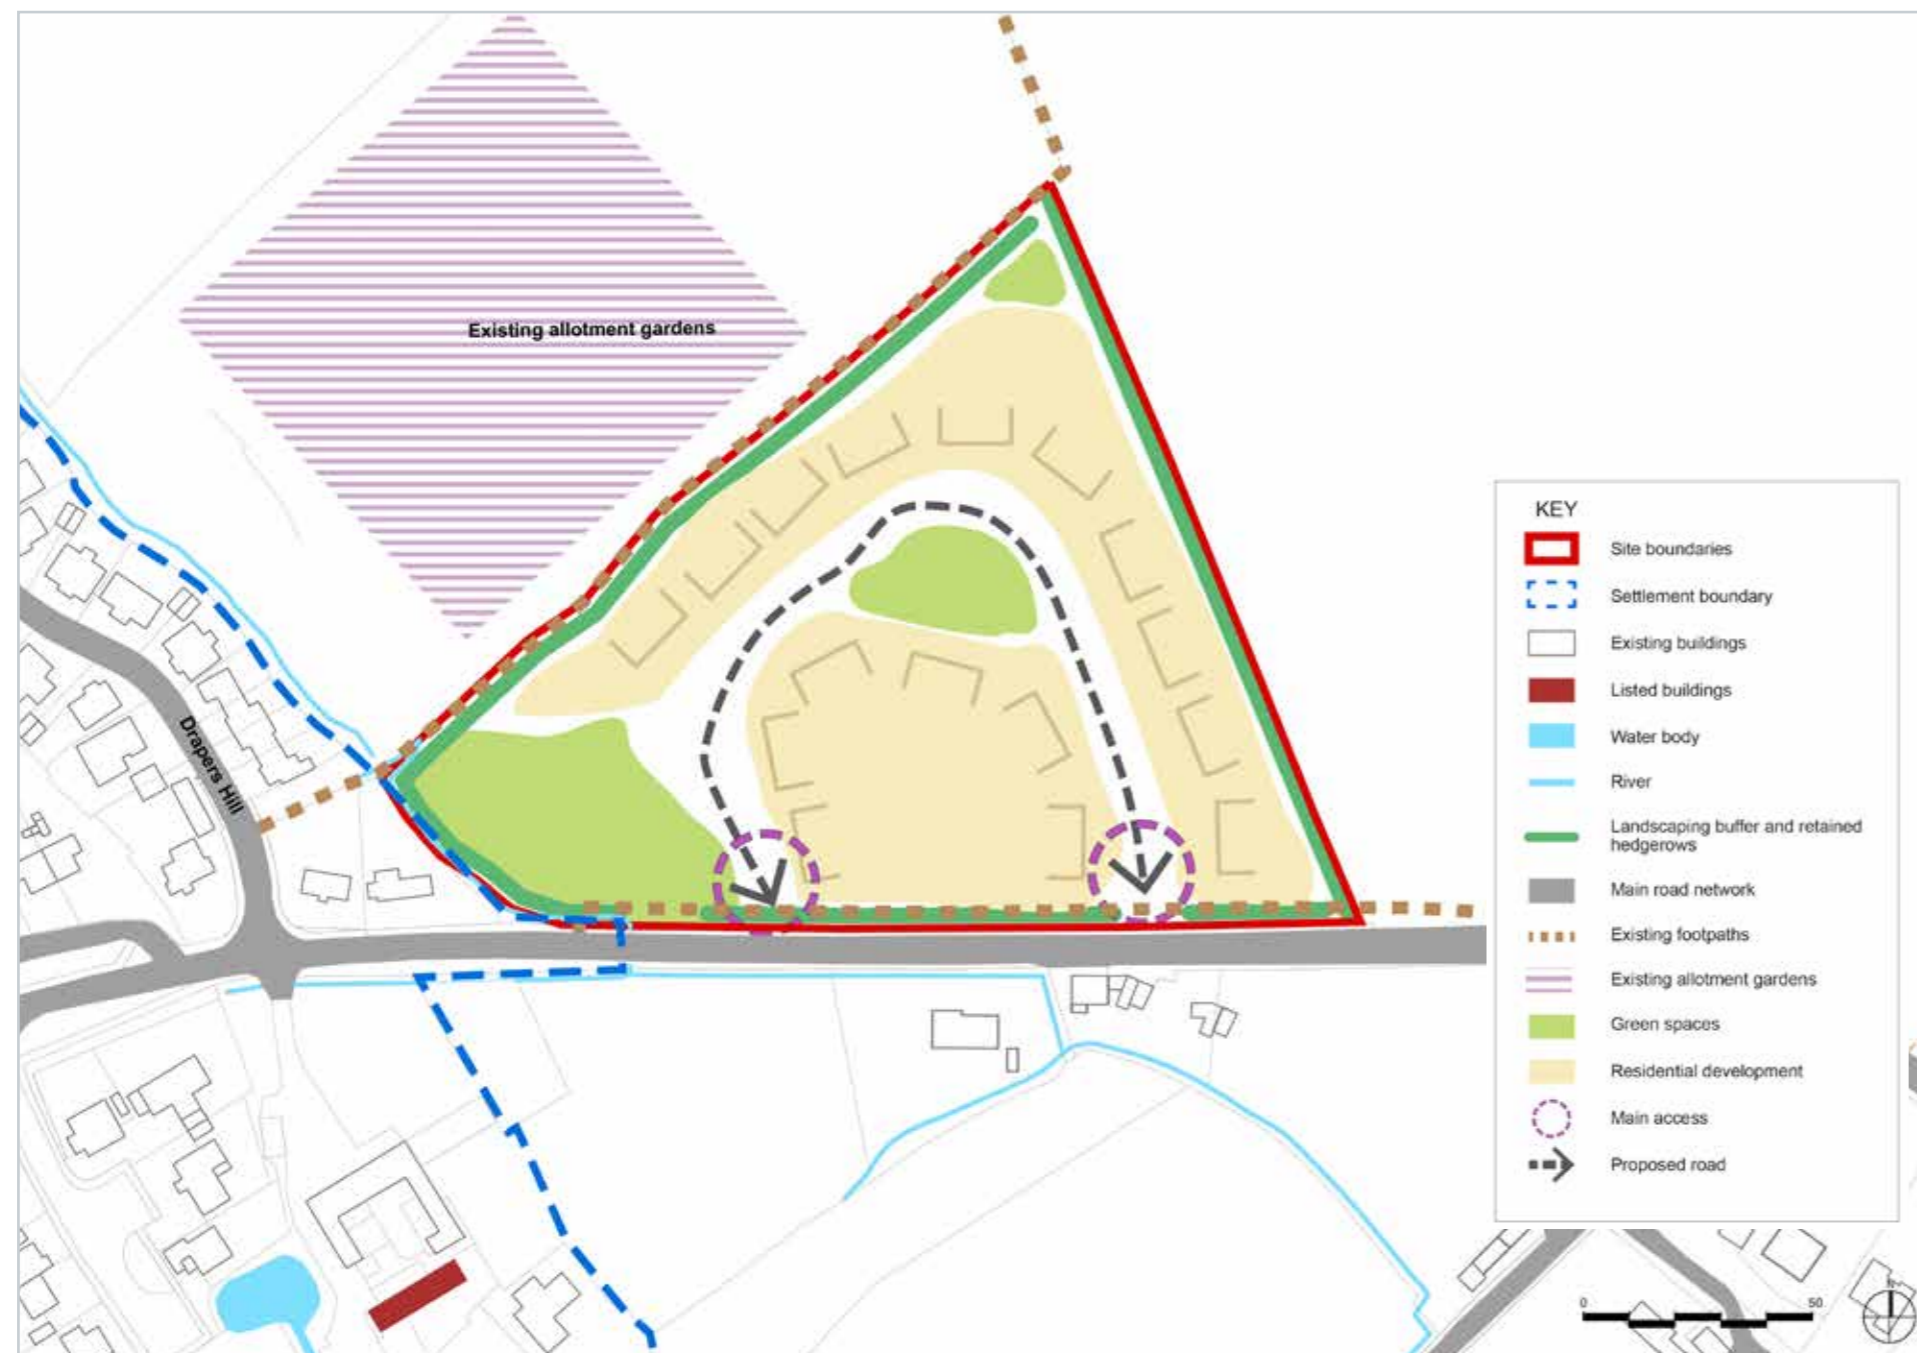 Existing allotment gardens
Drapers Hill
KEY
Site boundaries
Settlement boundary
Existing buildings
Listed buildings
Water body
River
Landscaping buffer and retained
hedgerows
Main road network
Existing footpaths
Existing allotment gardens
Green spaces
Residential development
Main access
Proposed road
0 50
N